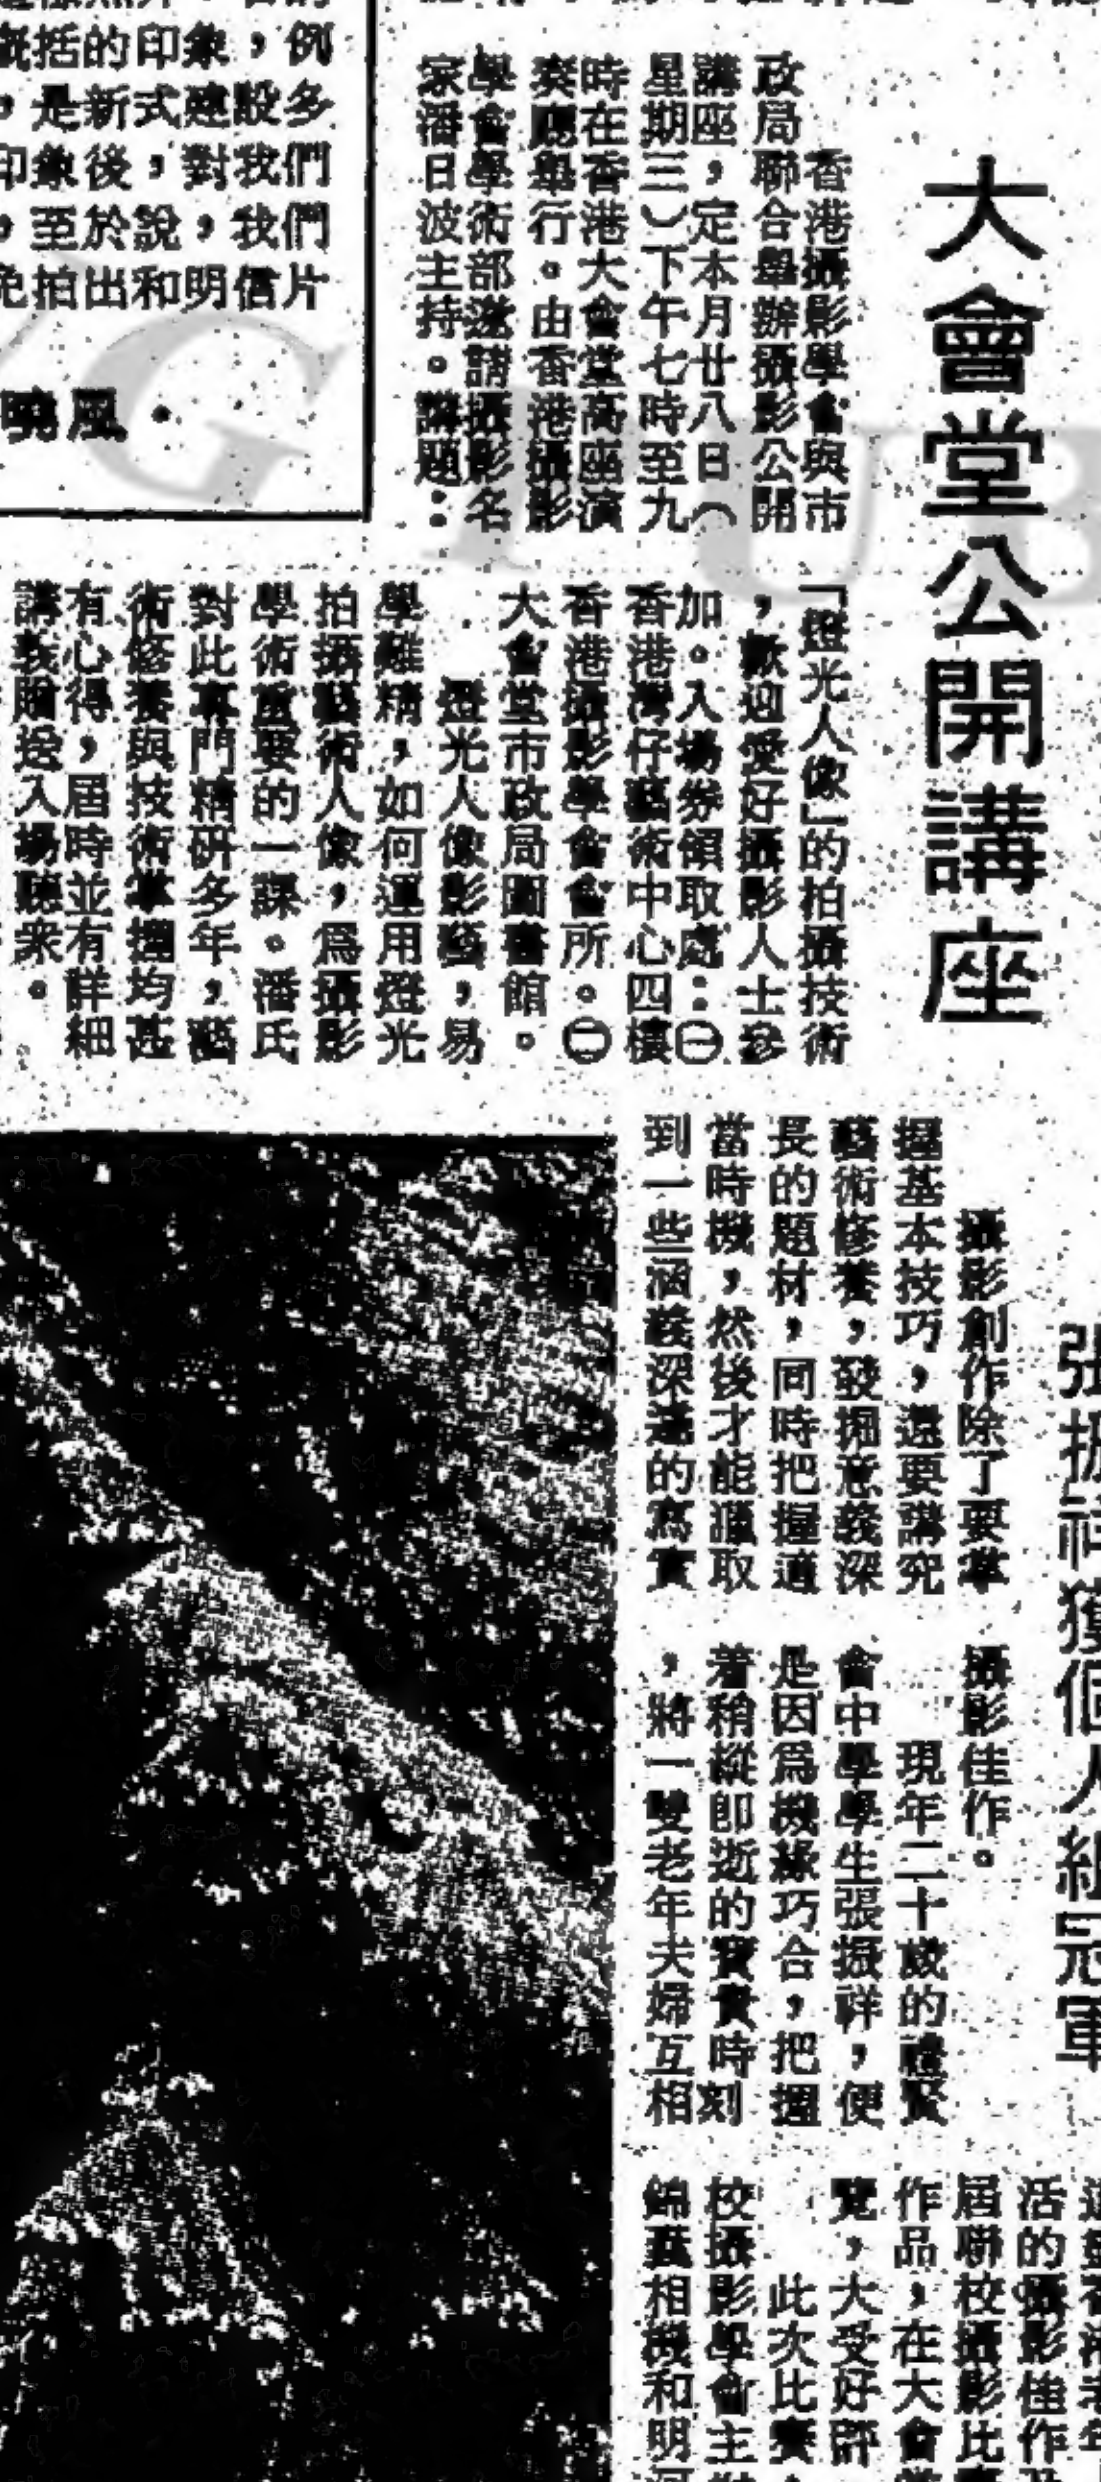 大會堂公開講座
香港攝影學會與市
政局聯合舉辦攝影公開
講座，定本月廿八日（
星期三）下午七時至九
時在香港大會堂高座演
奏廳舉行。由香港攝影
學會學術部邀請攝影名
家潘日波主持。講題：
「燈光人像」的拍攝技術
，歡迎愛好攝影人士參
加。入場券領取處：㊀
香港灣仔藝術中心四樓
香港攝影學會會所。㊁
大會堂市政局圖書館。
燈光人像影藝，易
學難精，如何運用燈光
拍攝藝術人像，爲攝影
學術重要的一課。潘氏
對此專門精研多年，藝
術修養與技術掌握均甚
有心得，屆時並有詳細
講義贈送入場聽衆。
張振祥獲個人組冠軍
攝影創作除了要掌
握基本技巧，還要講究
藝術修養，發掘意義深
長的題材，同時把握適
當時機，然後才能獵取
到一些涵義深遠的寫實
攝影佳作。
現年二十歲的禮賢
會中學學生張振祥，便
是因爲機緣巧合，把握
着稍縱即逝的寶貴時刻
，將一雙老年夫婦互相
活的攝影佳作
屆聯校攝影比
作品，在大會堂
覽，大受好評
此次比賽，
校攝影學會主
錦蠶相機和明
概括的印象，例
，是新式建設多
印象後，對我們
，至於說，我們
免拍出和明信片
曉風．